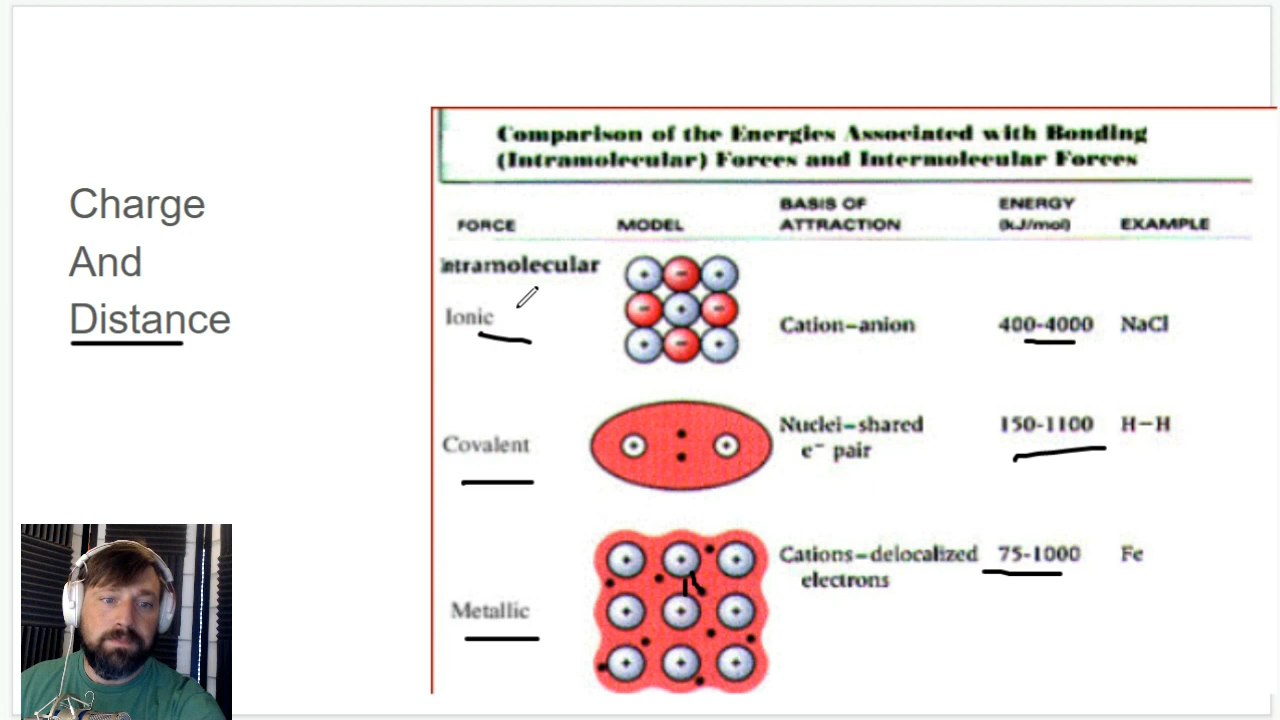 Charge
And
Distance
Comparison of the Energies Associated with Bonding
(Intramolecular) Forces and Intermolecular Forces
FORCE MODEL BASIS OF ATTRACTION ENERGY (kJ/mol) EXAMPLE
Intramolecular
Ionic Cation–anion 400-4000 NaCl
Covalent Nuclei–shared e⁻ pair 150-1100 H–H
Metallic Cations–delocalized electrons 75-1000 Fe